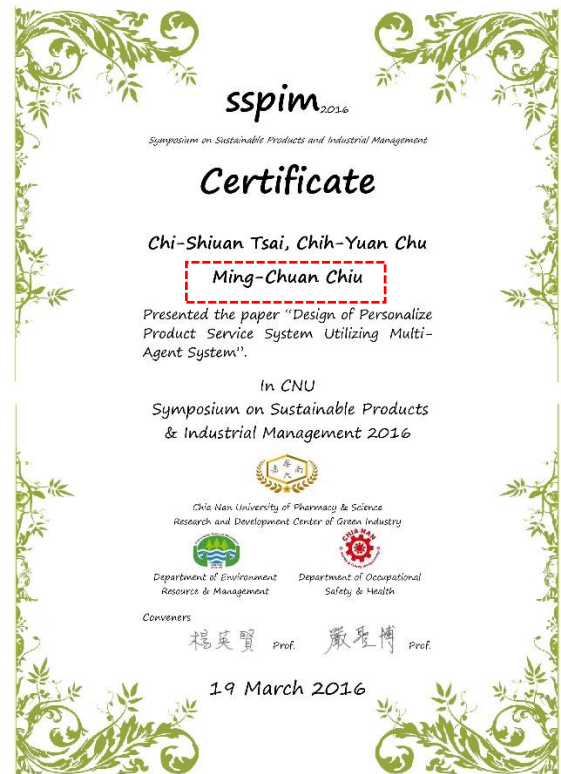 sspim2016
Symposium on Sustainable Products and Industrial Management
Certificate
Chi-Shiuan Tsai, Chih-Yuan Chu
Ming-Chuan Chiu
Presented the paper “Design of Personalize
Product Service System Utilizing Multi-
Agent System”.
In CNU
Symposium on Sustainable Products
& Industrial Management 2016
Chia Nan University of Pharmacy & Science
Research and Development Center of Green Industry
CHIA NAN
Department of Environment
Resource & Management
Department of Occupational
Safety & Health
Conveners
楊英賢 Prof.
嚴聖博 Prof.
19 March 2016